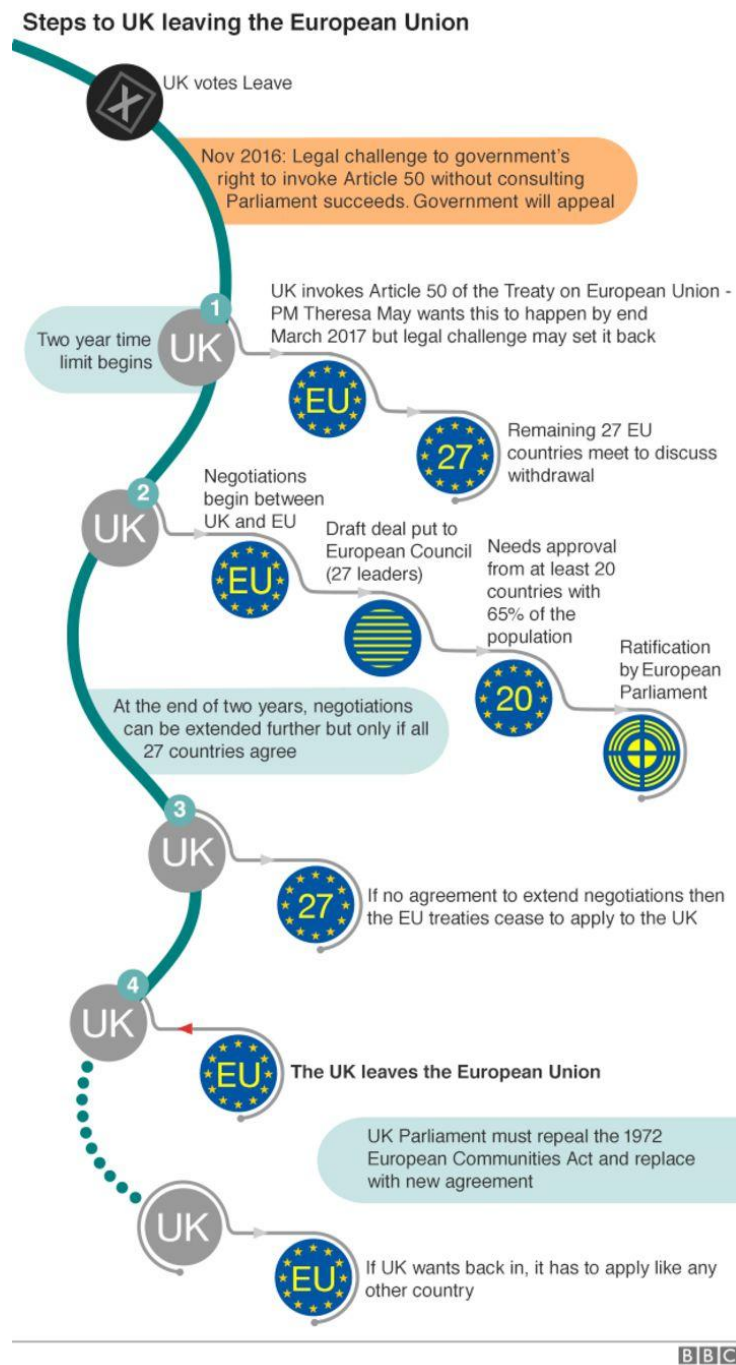 Steps to UK leaving the European Union
UK votes Leave
Nov 2016: Legal challenge to government's
right to invoke Article 50 without consulting
Parliament succeeds. Government will appeal
1
UK
Two year time
limit begins
UK invokes Article 50 of the Treaty on European Union -
PM Theresa May wants this to happen by end
March 2017 but legal challenge may set it back
EU
27
Remaining 27 EU
countries meet to discuss
withdrawal
2
UK
Negotiations
begin between
UK and EU
EU
Draft deal put to
European Council
(27 leaders)
Needs approval
from at least 20
countries with
65% of the
population
20
Ratification
by European
Parliament
At the end of two years, negotiations
can be extended further but only if all
27 countries agree
3
UK
27
If no agreement to extend negotiations then
the EU treaties cease to apply to the UK
4
UK
EU
The UK leaves the European Union
UK Parliament must repeal the 1972
European Communities Act and replace
with new agreement
UK
EU
If UK wants back in, it has to apply like any
other country
BBC